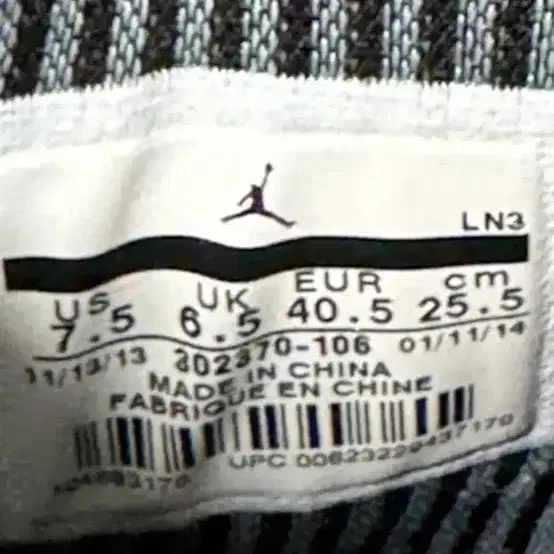 LN3
US UK EUR cm
7.5 6.5 40.5 25.5
11/13/13 302370-106 01/11/14
MADE IN CHINA
FABRIQUE EN CHINE
UPC